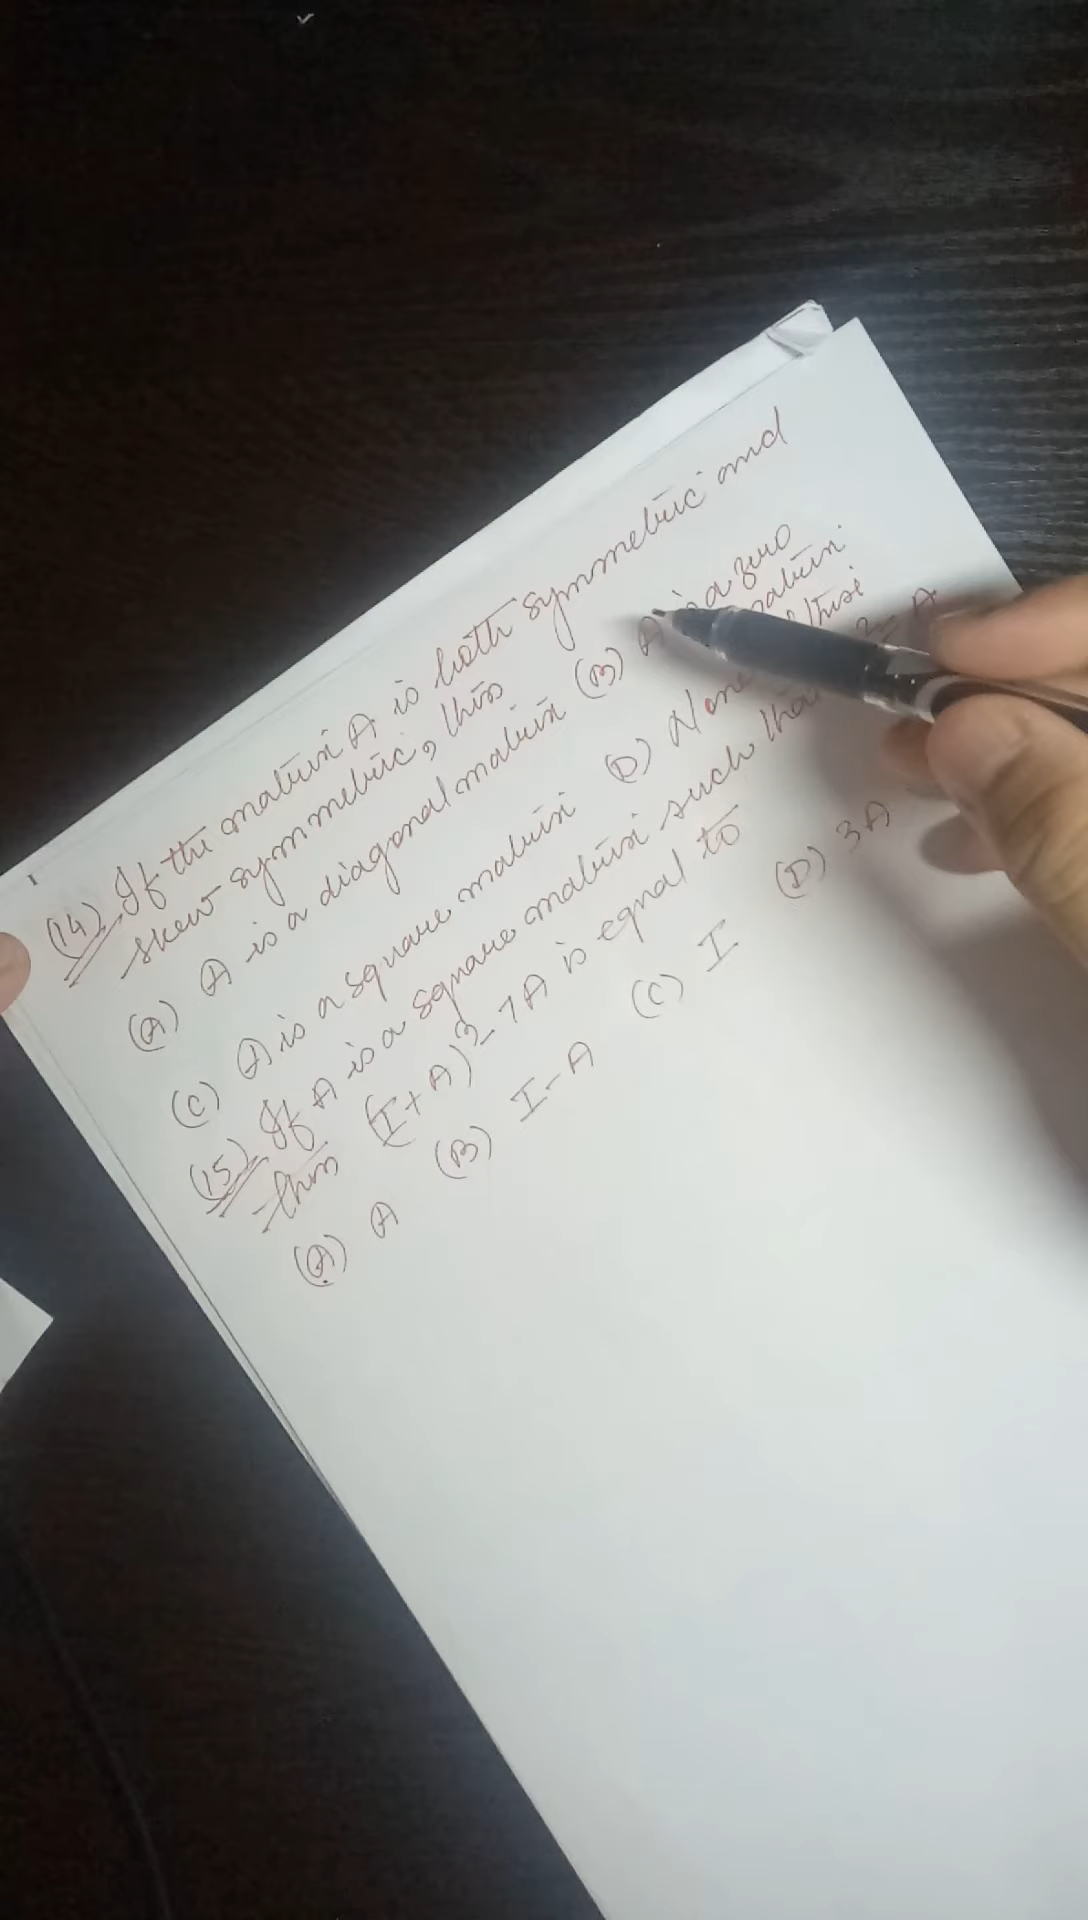 (14) If the matrix A is both symmetric and
skew symmetric, then
(A) A is a diagonal matrix (B) A is a zero
matrix
(C) A is a square matrix (D) None
(15) If A is a square matrix such that A
then (I+A)³-7A is equal to
(A) A (B) I-A (C) I (D) 3A